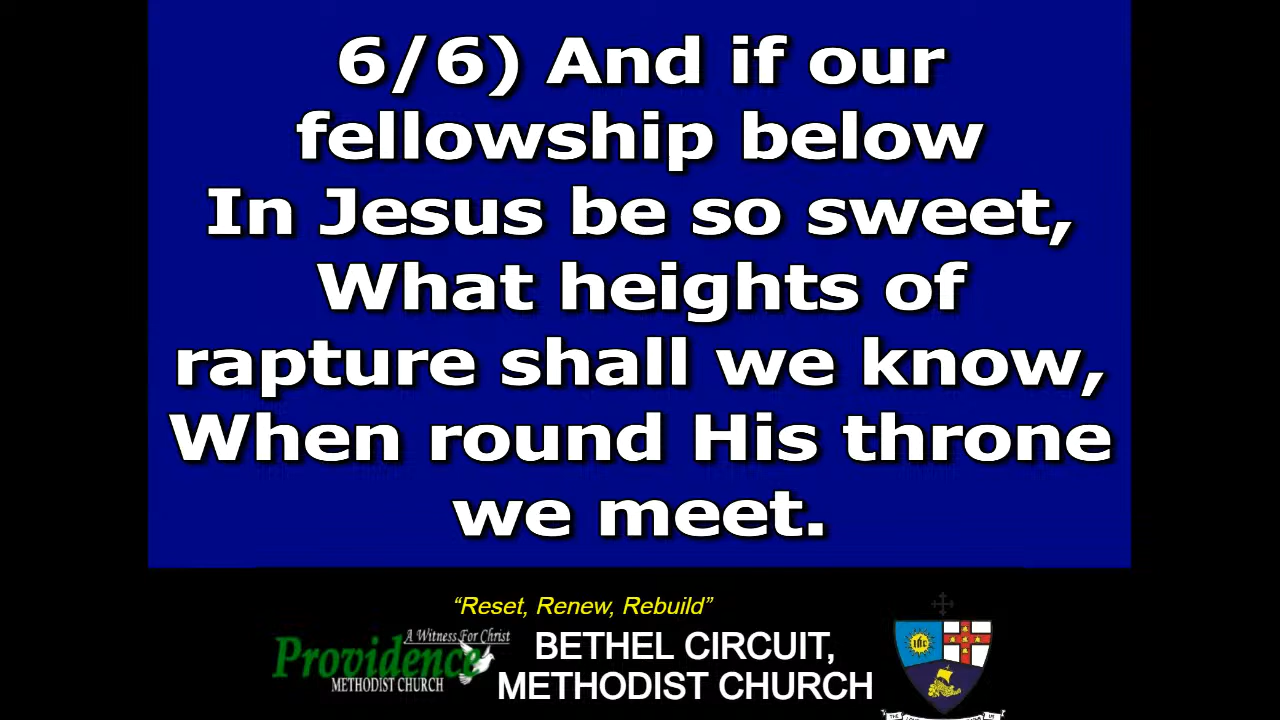 6/6) And if our
fellowship below
In Jesus be so sweet,
What heights of
rapture shall we know,
When round His throne
we meet.
“Reset, Renew, Rebuild”
A Witness For Christ
Providence
METHODIST CHURCH
BETHEL CIRCUIT,
METHODIST CHURCH